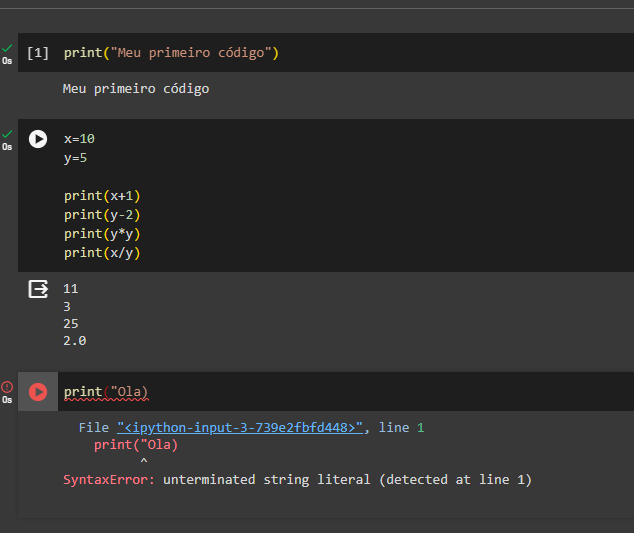 [1] print("Meu primeiro código")
0s
Meu primeiro código
0s
x=10
y=5
print(x+1)
print(y-2)
print(y*y)
print(x/y)
11
3
25
2.0
0s
print("Ola)
File "<ipython-input-3-739e2fbfd448>", line 1
print("Ola)
^
SyntaxError: unterminated string literal (detected at line 1)